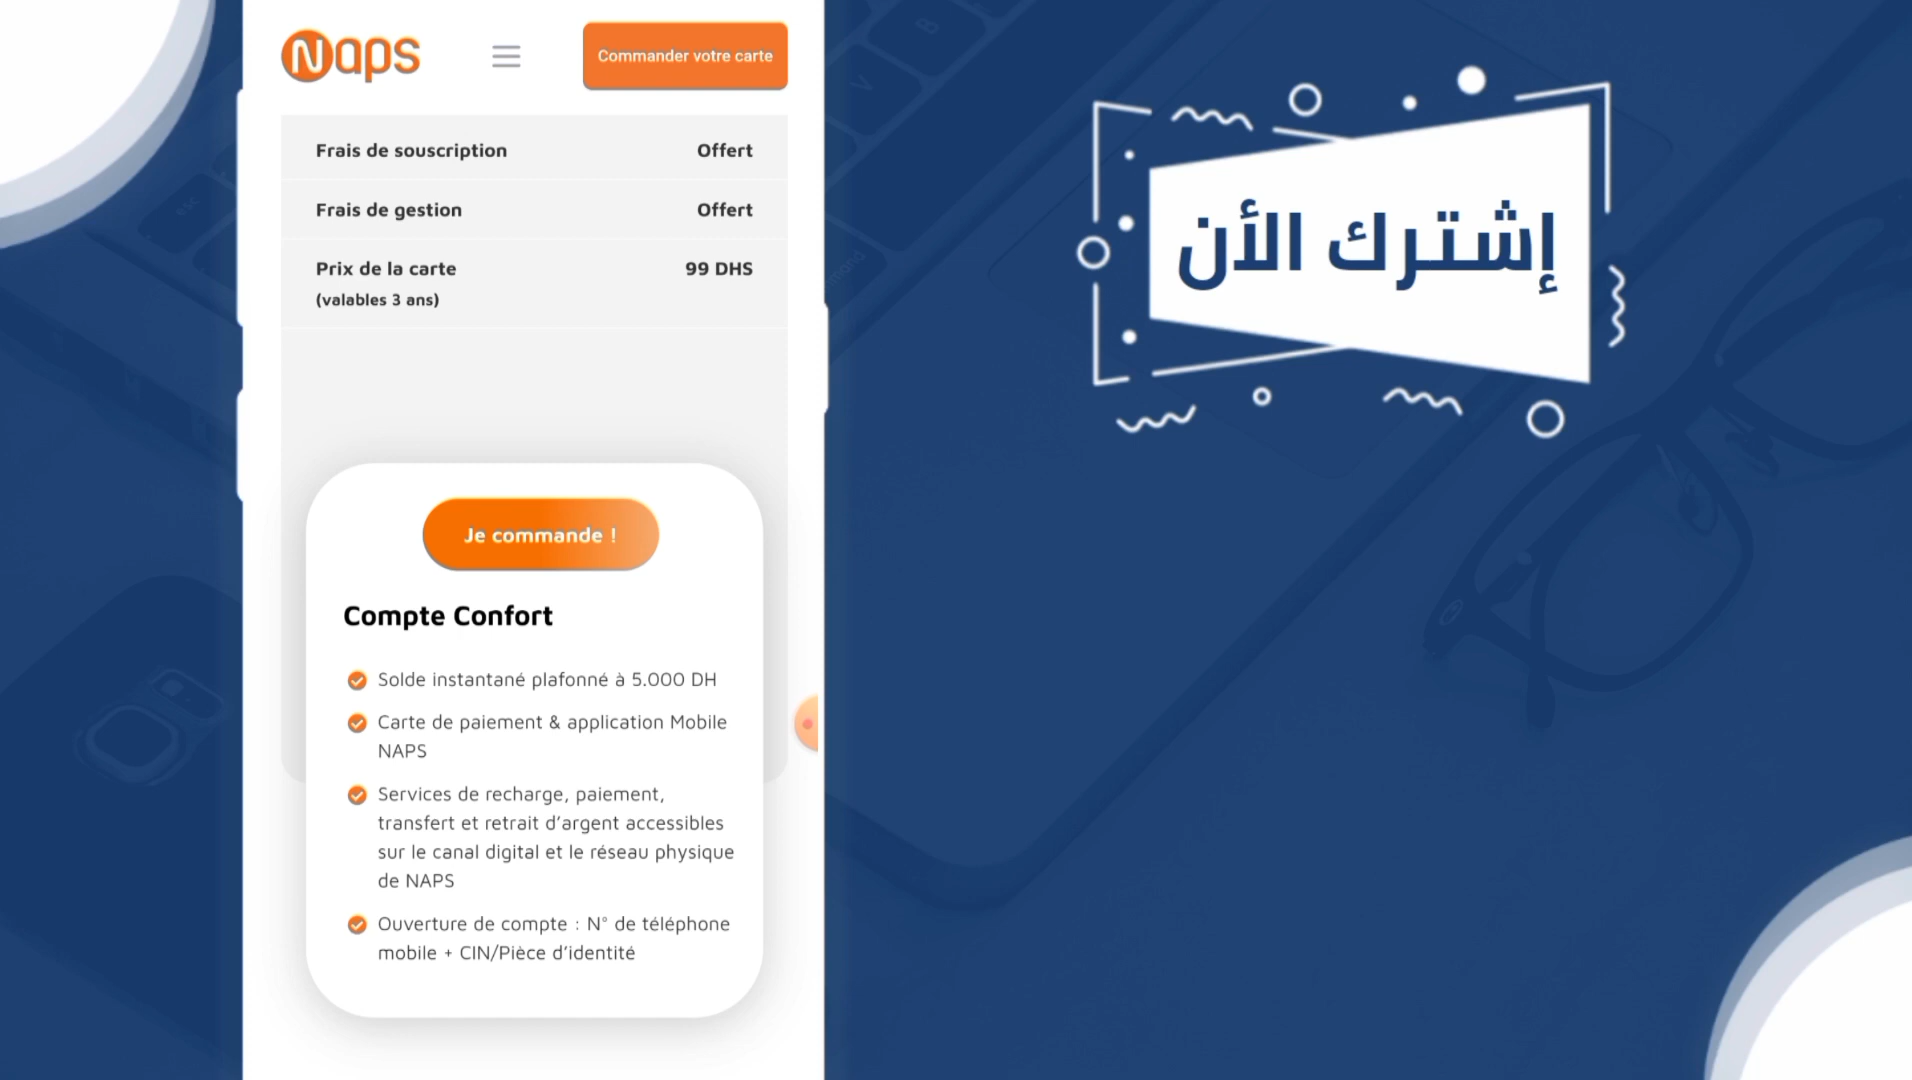 Naps
Commander votre carte
Frais de souscription Offert
Frais de gestion Offert
Prix de la carte 99 DHS
(valables 3 ans)
Je commande !
Compte Confort
Solde instantané plafonné à 5.000 DH
Carte de paiement & application Mobile
NAPS
Services de recharge, paiement,
transfert et retrait d’argent accessibles
sur le canal digital et le réseau physique
de NAPS
Ouverture de compte : N° de téléphone
mobile + CIN/Pièce d’identité
إشترك الأن